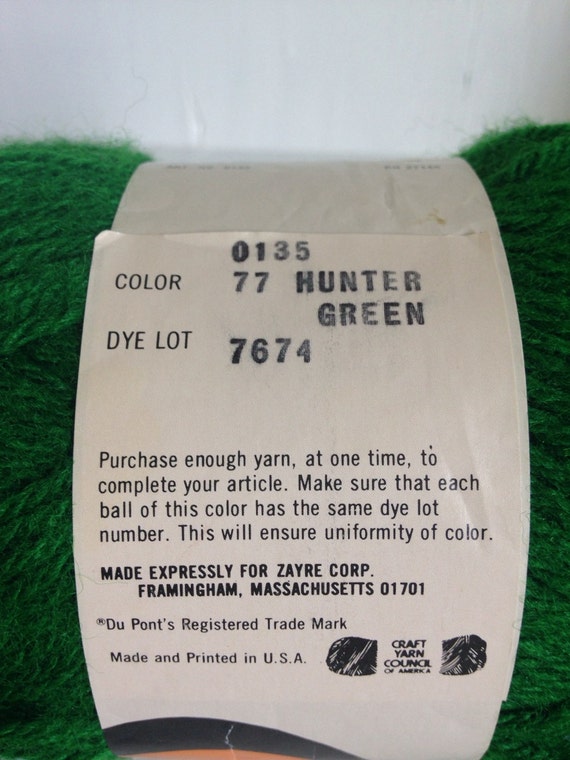 0135
COLOR 77 HUNTER
GREEN
DYE LOT 7674
Purchase enough yarn, at one time, to
complete your article. Make sure that each
ball of this color has the same dye lot
number. This will ensure uniformity of color.
MADE EXPRESSLY FOR ZAYRE CORP.
FRAMINGHAM, MASSACHUSETTS 01701
®Du Pont's Registered Trade Mark
Made and Printed in U.S.A.
CRAFT
YARN
COUNCIL
OF AMERICA